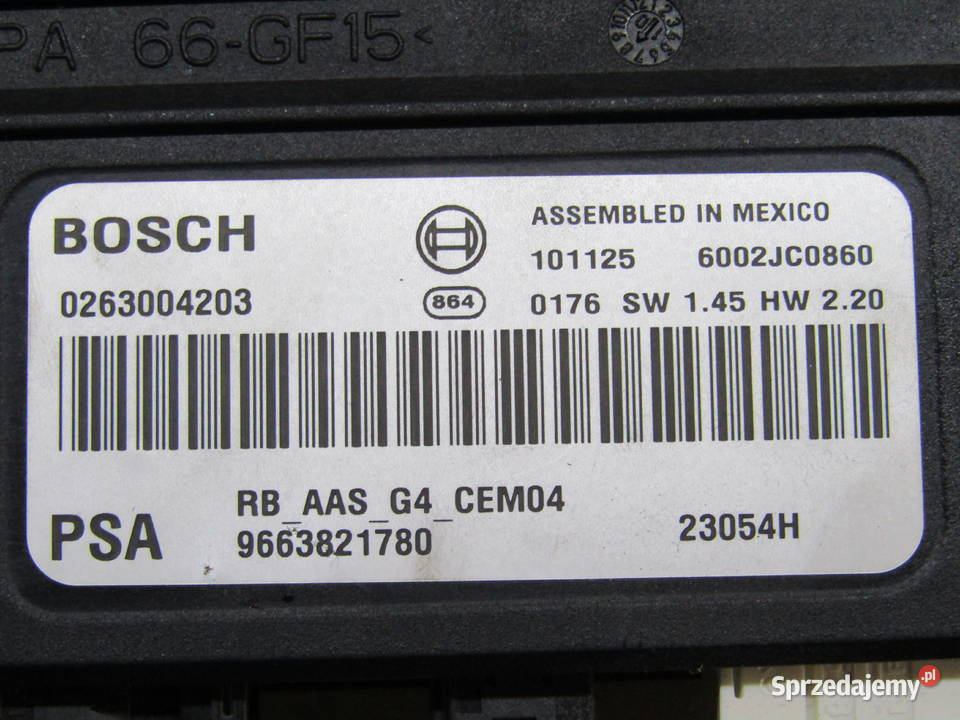 PA 66-GF15<
BOSCH
ASSEMBLED IN MEXICO
101125 6002JC0860
0263004203
864
0176 SW 1.45 HW 2.20
RB_AAS_G4_CEM04
PSA
9663821780
23054H
Sprzedajemy.pl